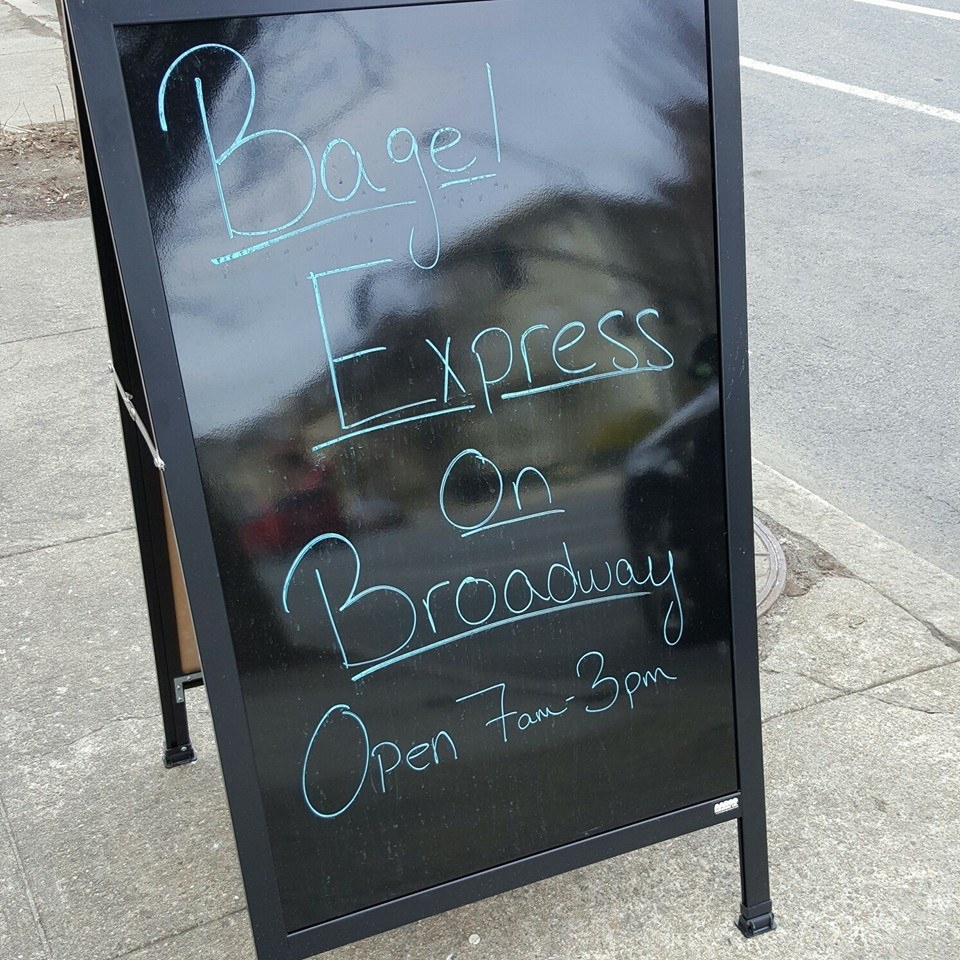 Bagel
Express
On
Broadway
Open 7am-3pm